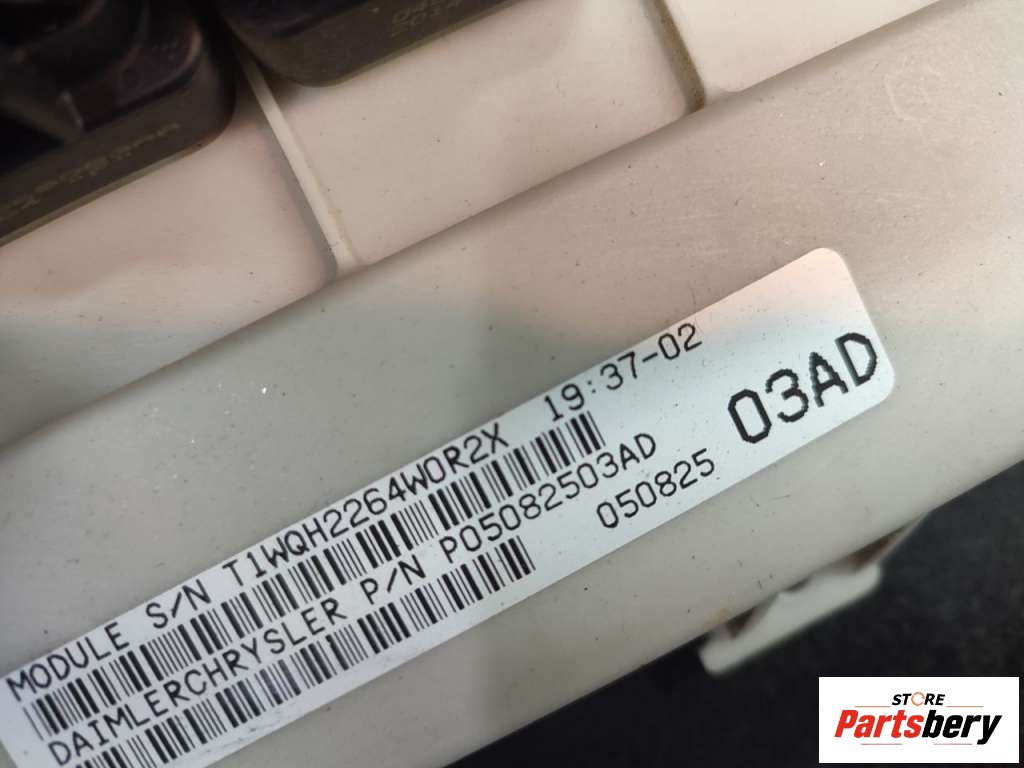 MODULE S/N T1WQH2264W0R2X 19:37-02
DAIMLERCHRYSLER P/N P05082503AD
050825 03AD
STORE
Partsbery